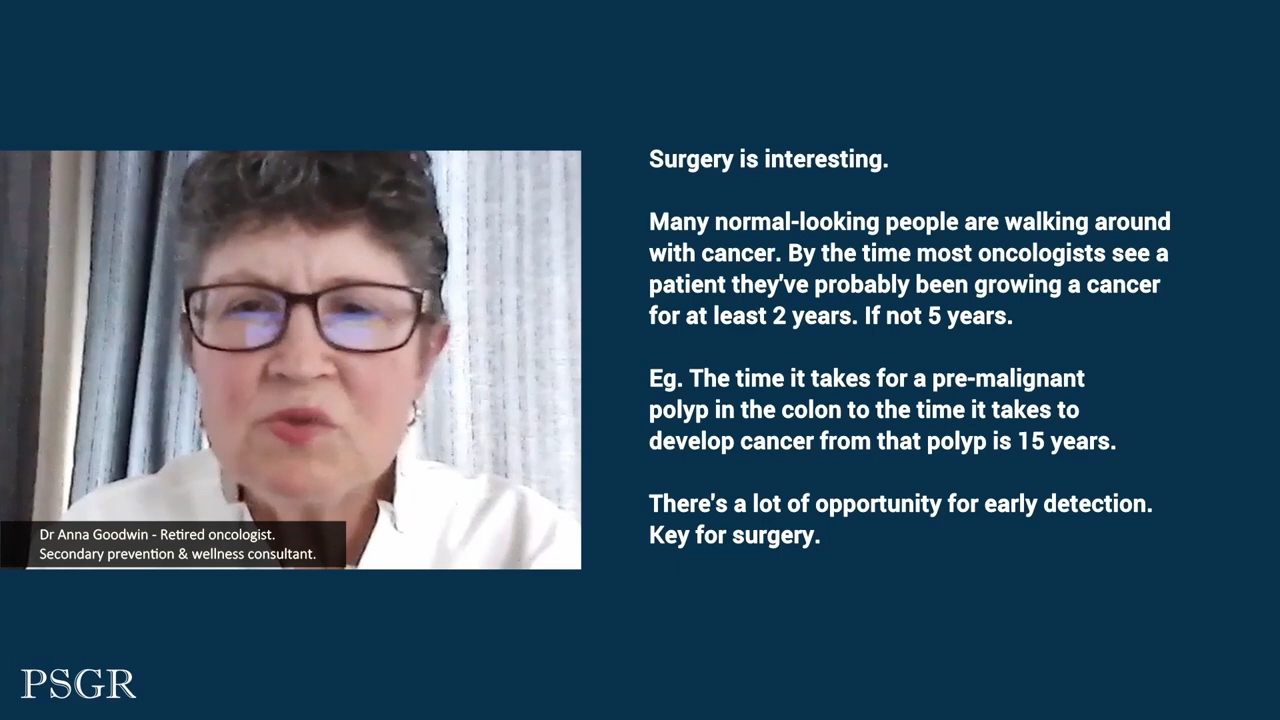 Surgery is interesting.
Many normal-looking people are walking around
with cancer. By the time most oncologists see a
patient they've probably been growing a cancer
for at least 2 years. If not 5 years.
Eg. The time it takes for a pre-malignant
polyp in the colon to the time it takes to
develop cancer from that polyp is 15 years.
There's a lot of opportunity for early detection.
Key for surgery.
Dr Anna Goodwin - Retired oncologist.
Secondary prevention & wellness consultant.
PSGR